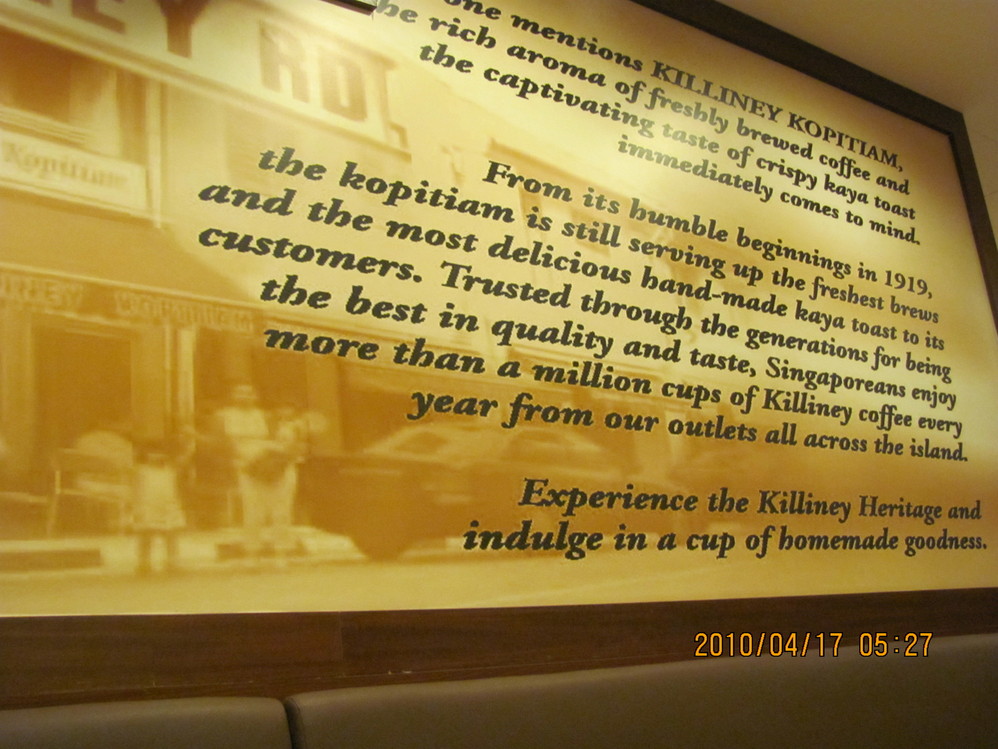 EY RD.
Kopitiam
KOPITIAM
one mentions KILLINEY KOPITIAM,
he rich aroma of freshly brewed coffee and
the captivating taste of crispy kaya toast
immediately comes to mind.
From its humble beginnings in 1919,
the kopitiam is still serving up the freshest brews
and the most delicious hand-made kaya toast to its
customers. Trusted through the generations for being
the best in quality and taste, Singaporeans enjoy
more than a million cups of Killiney coffee every
year from our outlets all across the island.
Experience the Killiney Heritage and
indulge in a cup of homemade goodness.
2010/04/17 05:27